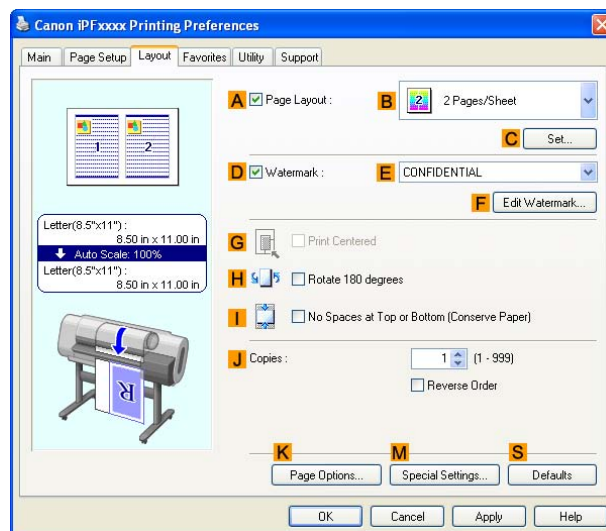 Canon iPFxxxx Printing Preferences
Main Page Setup Layout Favorites Utility Support
A Page Layout : B 2 2 Pages/Sheet
C Set...
D Watermark : E CONFIDENTIAL
F Edit Watermark...
1 2
Letter(8.5"x11") :
8.50 in x 11.00 in
Auto Scale: 100%
Letter(8.5"x11") :
8.50 in x 11.00 in
R
G Print Centered
H Rotate 180 degrees
I No Spaces at Top or Bottom (Conserve Paper)
J Copies : 1 (1 - 999)
Reverse Order
K M S
Page Options... Special Settings... Defaults
OK Cancel Apply Help